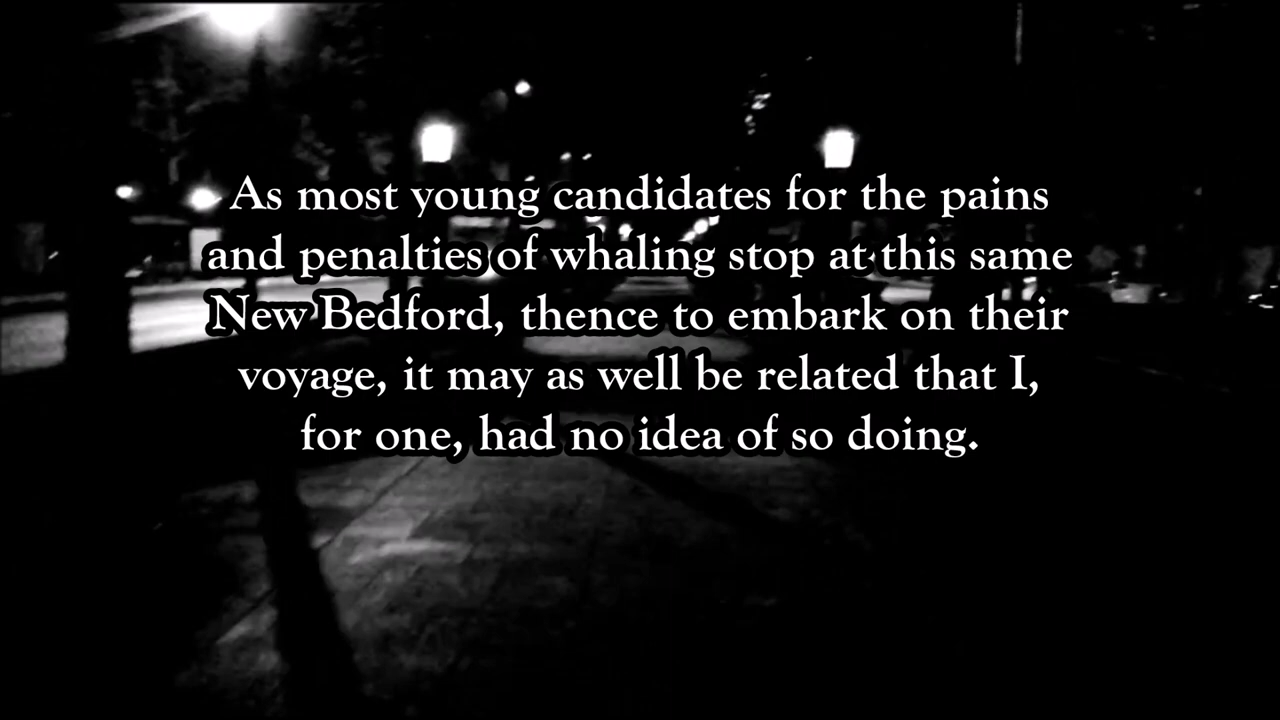 As most young candidates for the pains
and penalties of whaling stop at this same
New Bedford, thence to embark on their
voyage, it may as well be related that I,
for one, had no idea of so doing.